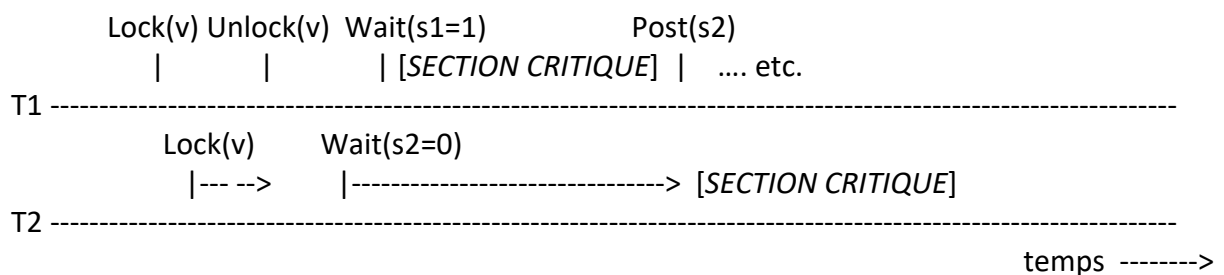 Lock(v) Unlock(v) Wait(s1=1) Post(s2)
| | | [SECTION CRITIQUE] | .... etc.
T1 ----------------------------------------------------------------------------------------------------------------
Lock(v) Wait(s2=0)
|--- --> |--------------------------------> [SECTION CRITIQUE]
T2 ----------------------------------------------------------------------------------------------------------------
temps -------->